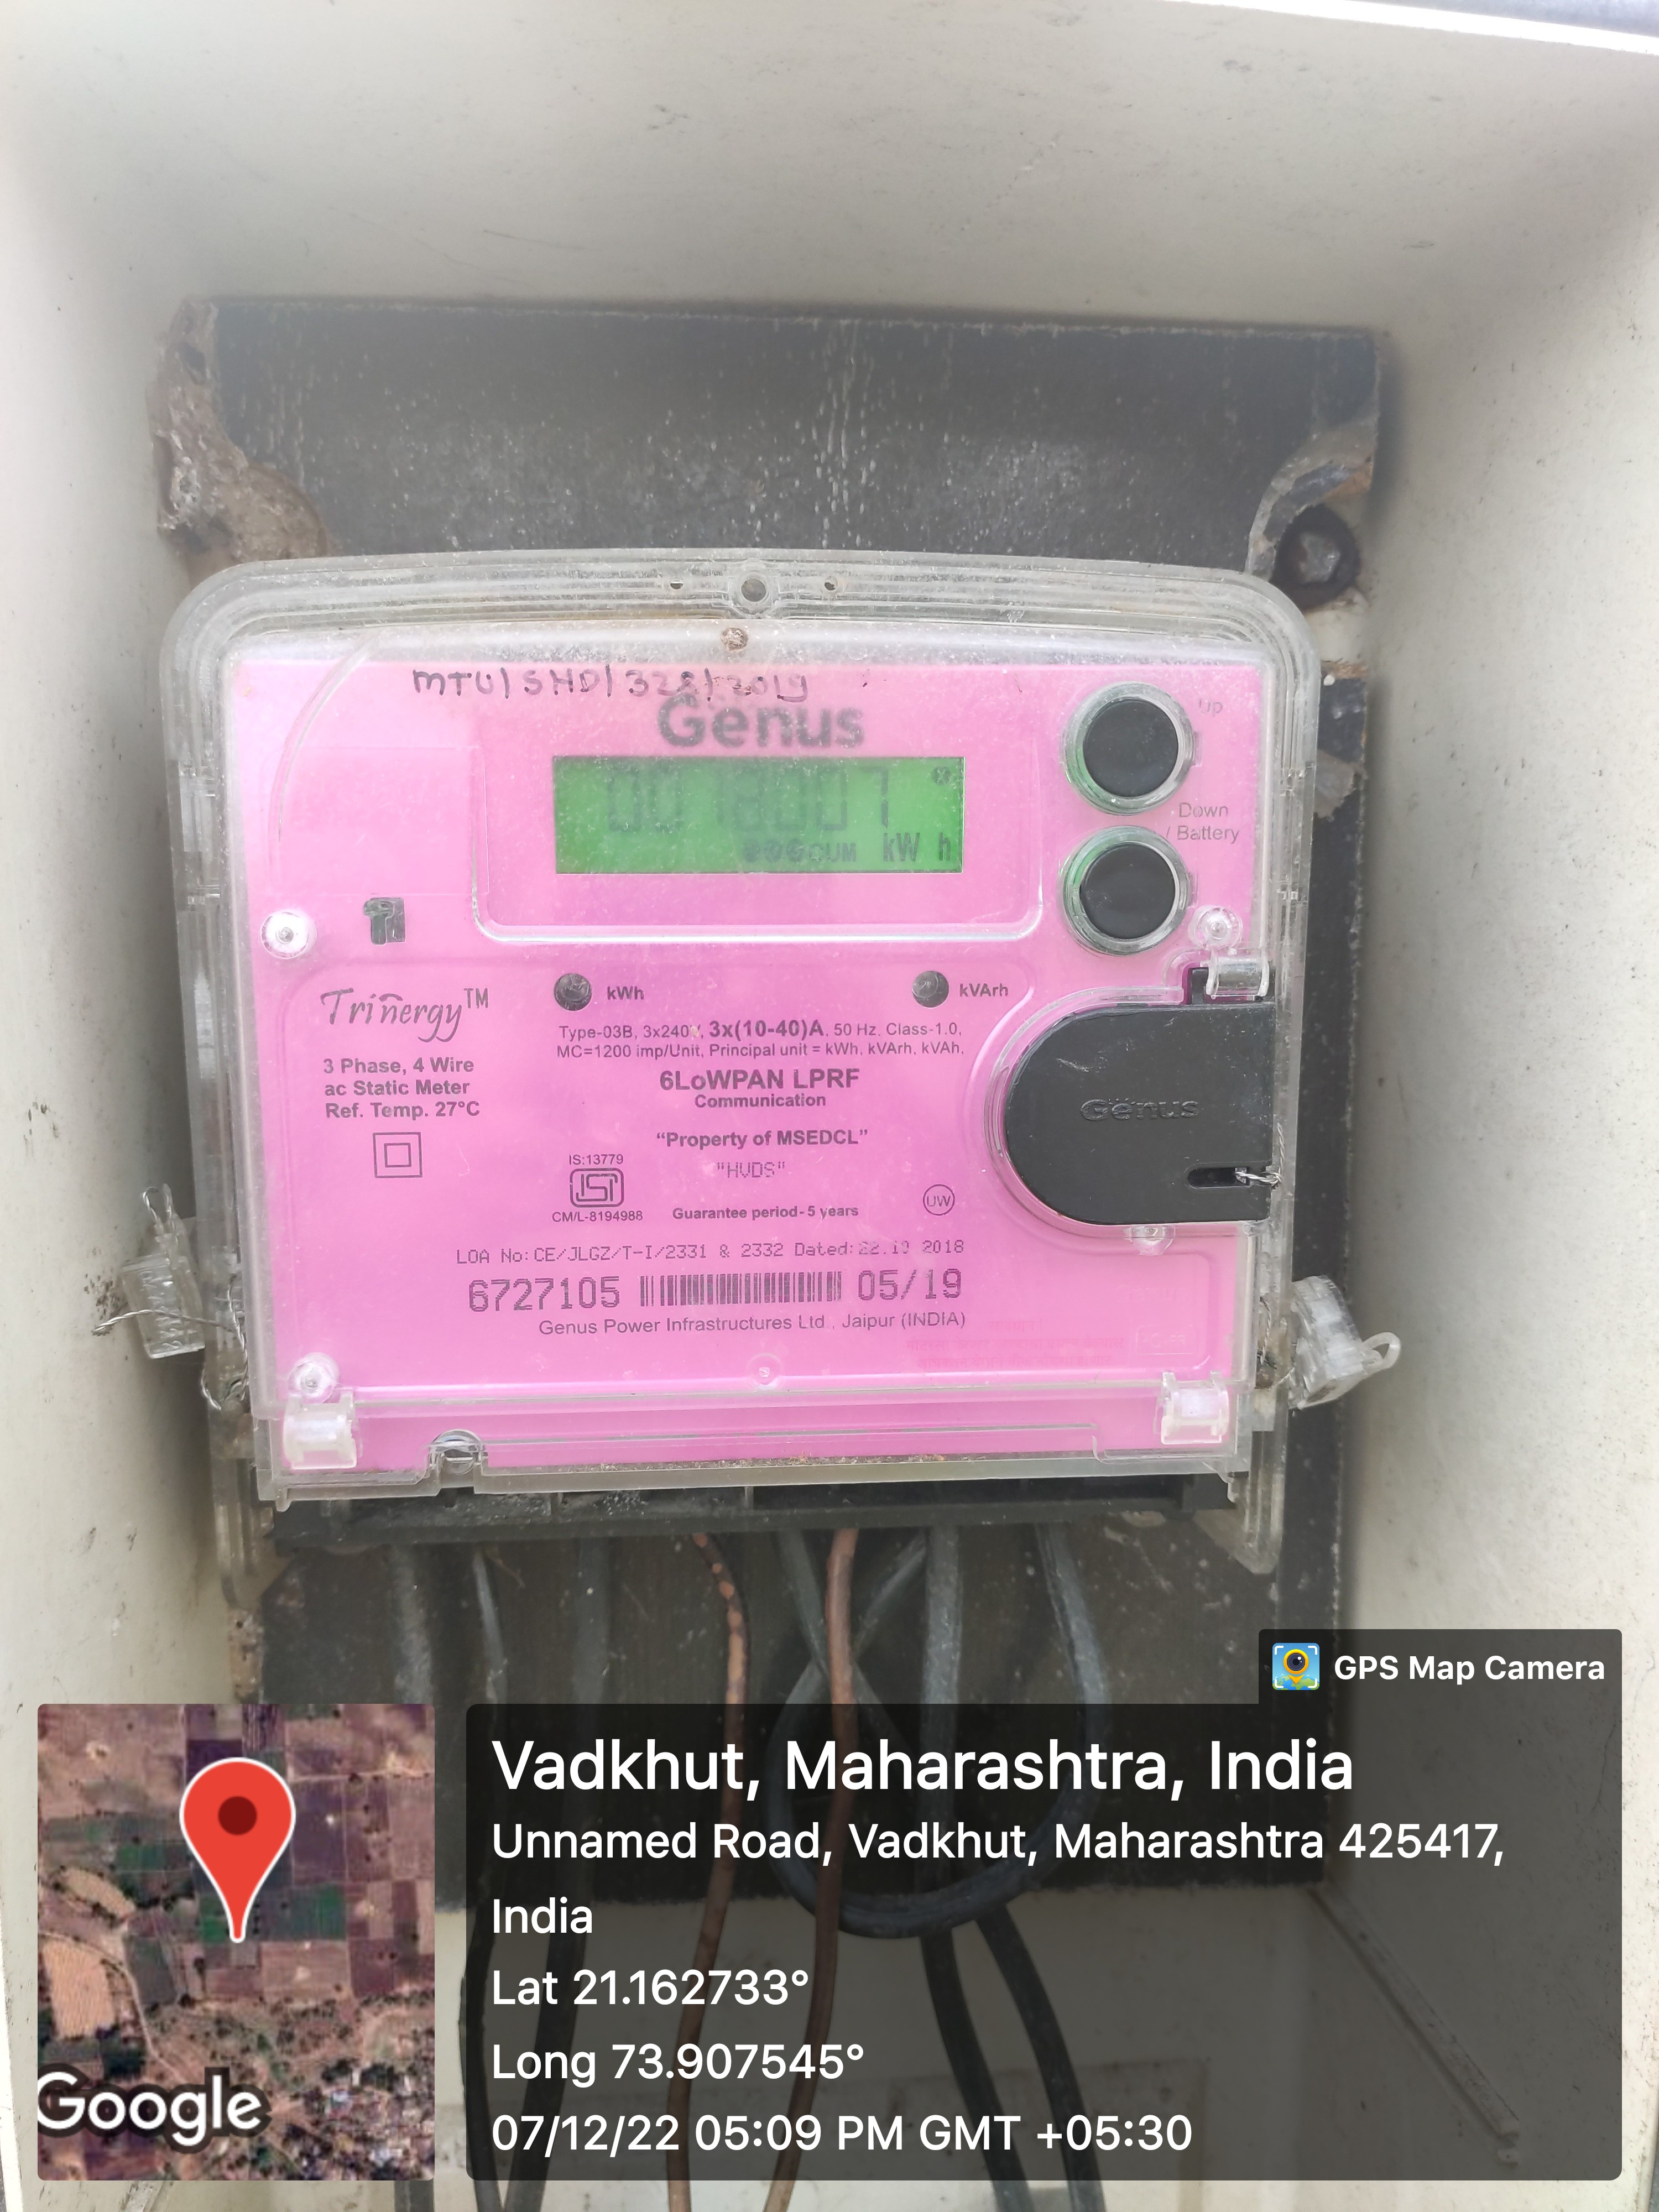 MTU/SHD/328/2019
Genus
kW h
CUM
Up
Down
/ Battery
kWh
kVArh
Trinergy™
3 Phase, 4 Wire
ac Static Meter
Ref. Temp. 27°C
Type-03B, 3x240V, 3x(10-40)A, 50 Hz, Class-1.0,
MC=1200 imp/Unit, Principal unit = kWh, kVArh, kVAh,
6LoWPAN LPRF
Communication
"Property of MSEDCL"
"HVDS"
IS:13779
ISI
CM/L-8194988
Guarantee period-5 years
UW
Genus
LOA No:CE/JLGZ/T-I/2331 & 2332 Dated: 2018
6727105 05/19
Genus Power Infrastructures Ltd., Jaipur (INDIA)
GPS Map Camera
Vadkhut, Maharashtra, India
Unnamed Road, Vadkhut, Maharashtra 425417,
India
Lat 21.162733°
Long 73.907545°
07/12/22 05:09 PM GMT +05:30
Google